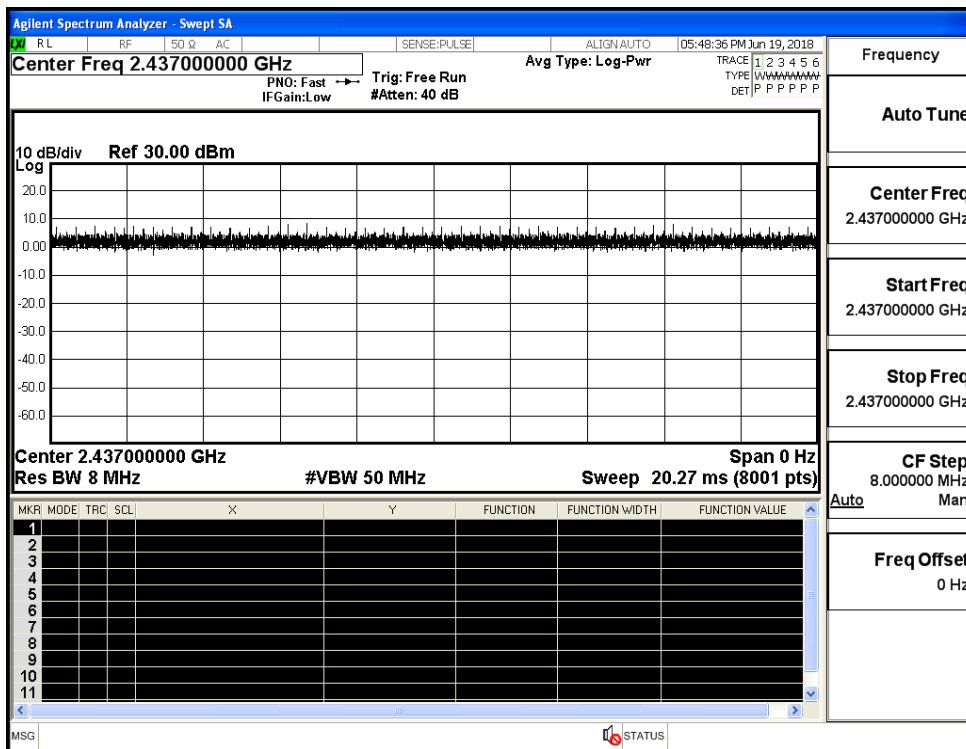 Agilent Spectrum Analyzer - Swept SA
LXI RL RF 50 Ω AC SENSE:PULSE ALIGN AUTO 05:48:36 PM Jun 19, 2018
Center Freq 2.437000000 GHz Avg Type: Log-Pwr TRACE 1 2 3 4 5 6
PNO: Fast Trig: Free Run TYPE WWWWWW
IFGain:Low #Atten: 40 dB DET P P P P P P
10 dB/div Ref 30.00 dBm
Log
20.0
10.0
0.00
-10.0
-20.0
-30.0
-40.0
-50.0
-60.0
Center 2.437000000 GHz Span 0 Hz
Res BW 8 MHz #VBW 50 MHz Sweep 20.27 ms (8001 pts)
MKR MODE TRC SCL X Y FUNCTION FUNCTION WIDTH FUNCTION VALUE
1
2
3
4
5
6
7
8
9
10
11
MSG STATUS
Frequency
Auto Tune
Center Freq
2.437000000 GHz
Start Freq
2.437000000 GHz
Stop Freq
2.437000000 GHz
CF Step
8.000000 MHz
Auto Man
Freq Offset
0 Hz